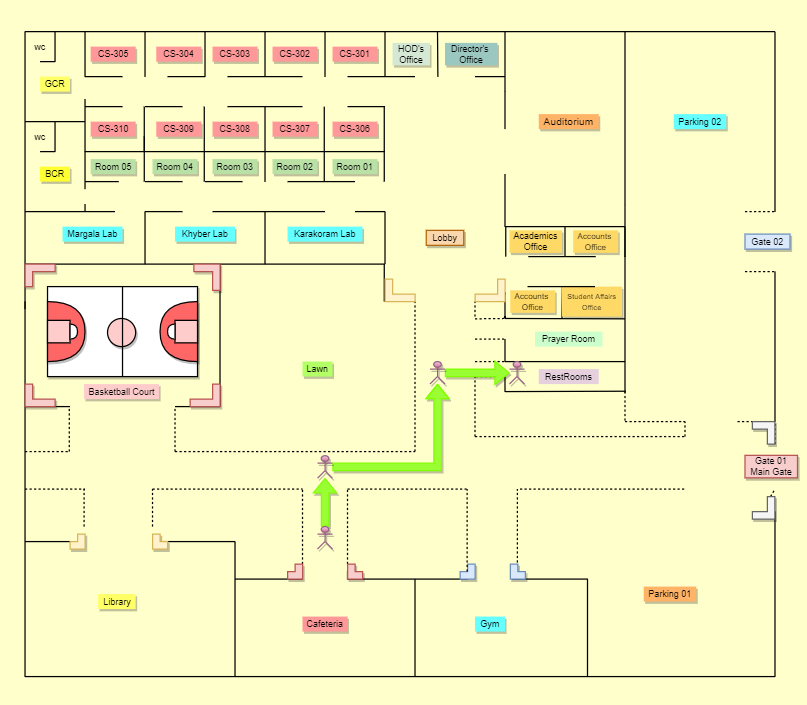 wc
CS-305
CS-304
CS-303
CS-302
CS-301
HOD's
Office
Director's
Office
GCR
Auditorium
Parking 02
wc
CS-310
CS-309
CS-308
CS-307
CS-306
BCR
Room 05
Room 04
Room 03
Room 02
Room 01
Margala Lab
Khyber Lab
Karakoram Lab
Lobby
Academics
Office
Accounts
Office
Gate 02
Accounts
Office
Student Affairs
Office
Prayer Room
Lawn
RestRooms
Basketball Court
Gate 01
Main Gate
Library
Cafeteria
Gym
Parking 01